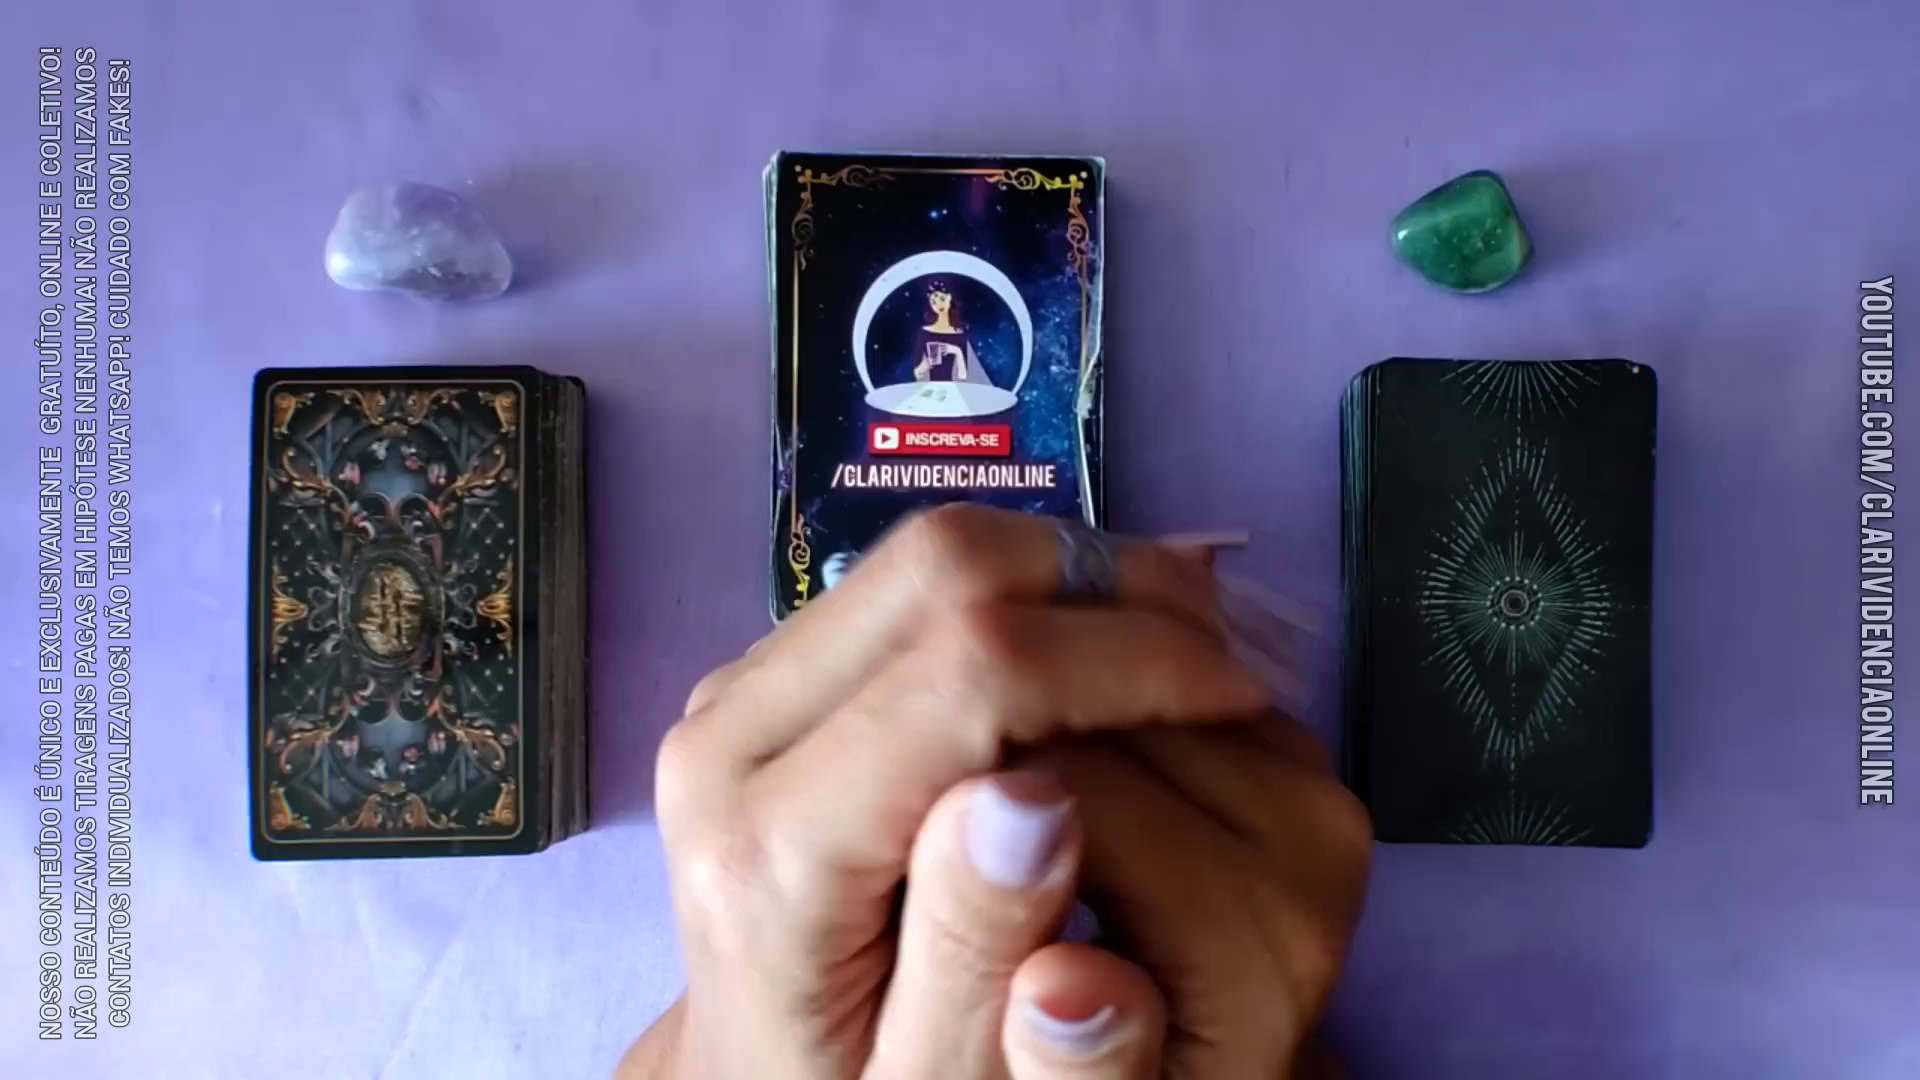 NOSSO CONTEÚDO É ÚNICO E EXCLUSIVAMENTE GRATUÍTO, ONLINE E COLETIVO!
NÃO REALIZAMOS TIRAGENS PAGAS EM HIPÓTESE NENHUMA! NÃO REALIZAMOS
CONTATOS INDIVIDUALIZADOS! NÃO TEMOS WHATSAPP! CUIDADO COM FAKES!
INSCREVA-SE
/CLARIVIDENCIAONLINE
YOUTUBE.COM/CLARIVIDENCIAONLINE